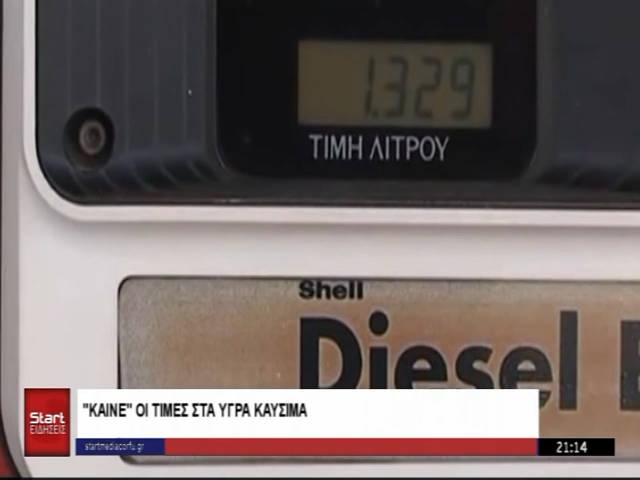 1.329
ΤΙΜΗ ΛΙΤΡΟΥ
Shell
Diesel
Start
ΕΙΔΗΣΕΙΣ
"ΚΑΙΝΕ" ΟΙ ΤΙΜΕΣ ΣΤΑ ΥΓΡΑ ΚΑΥΣΙΜΑ
startmediacorfu.gr
21:14